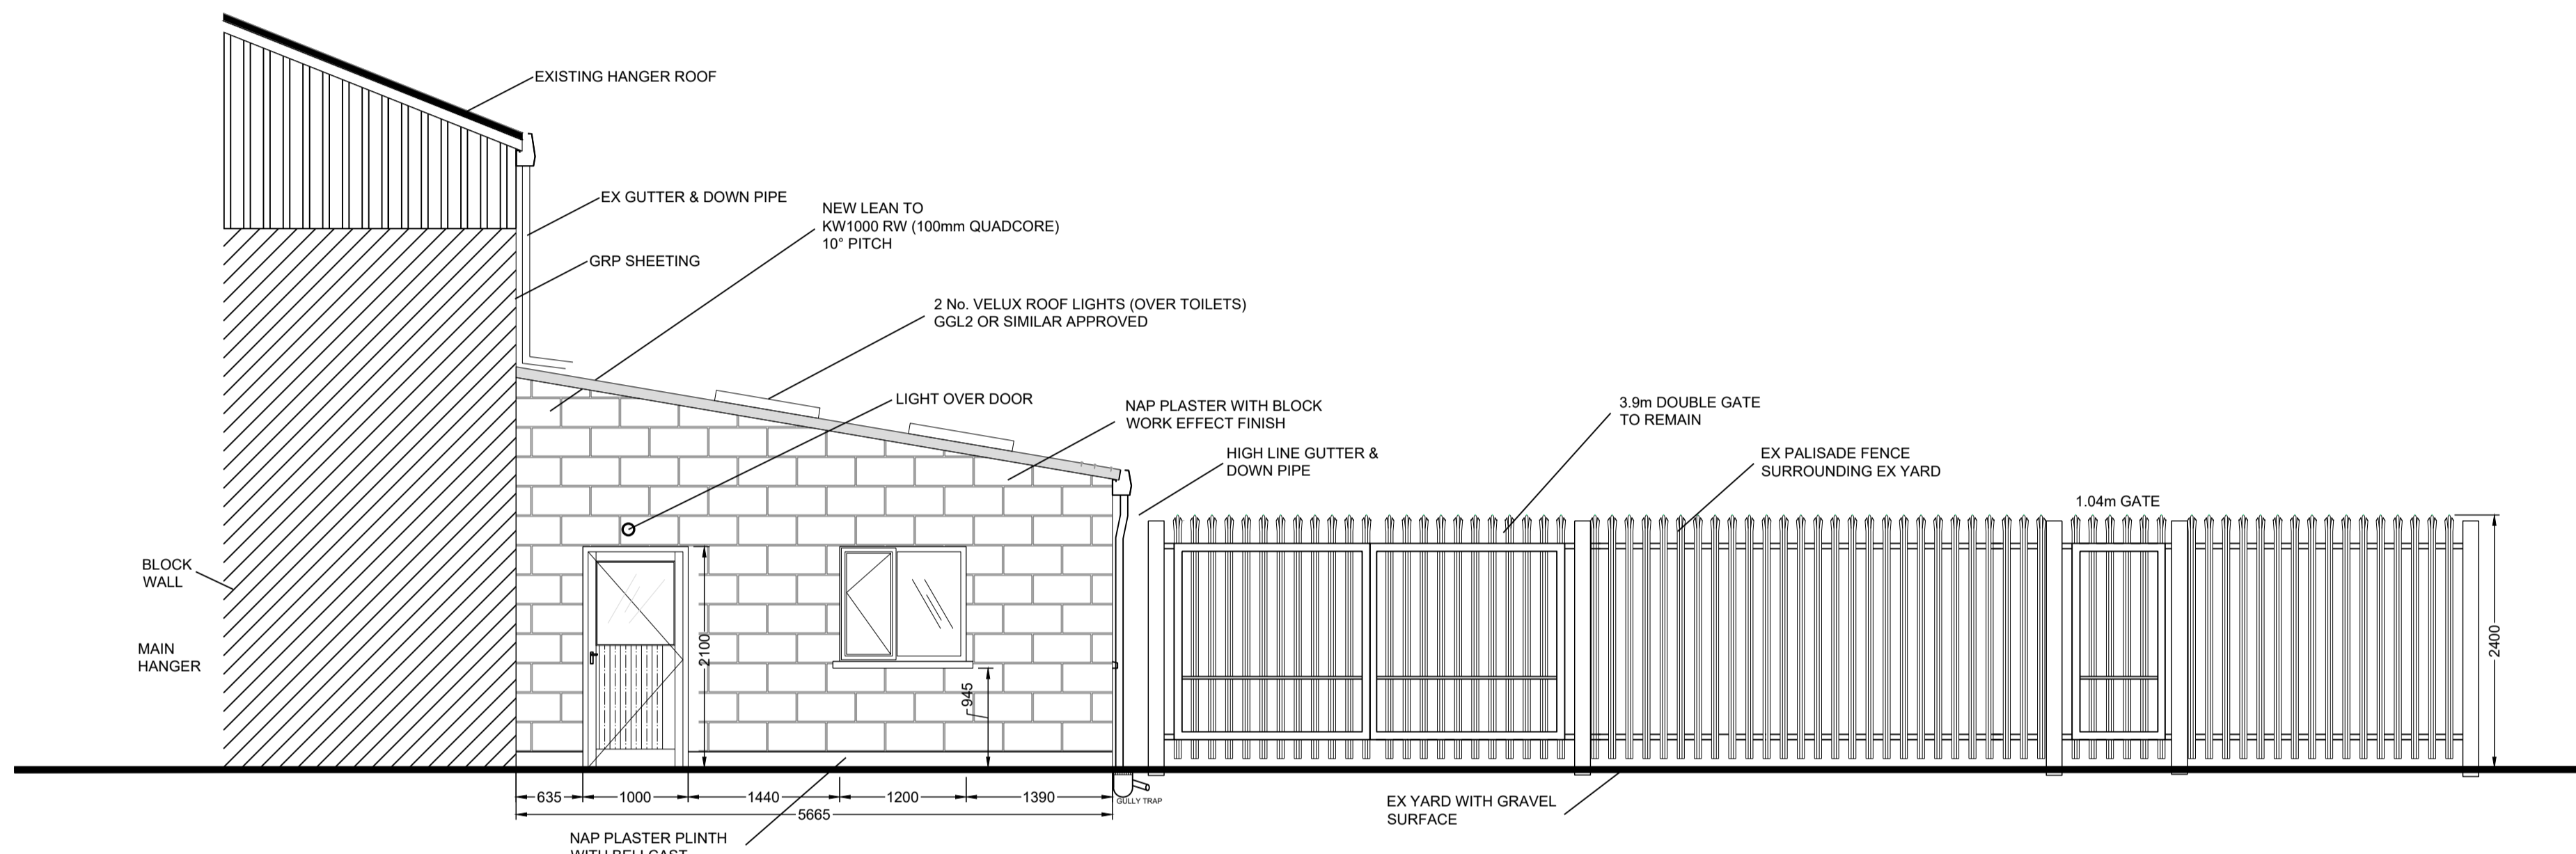 EXISTING HANGER ROOF
EX GUTTER & DOWN PIPE
NEW LEAN TO
KW1000 RW (100mm QUADCORE)
10° PITCH
GRP SHEETING
2 No. VELUX ROOF LIGHTS (OVER TOILETS)
GGL2 OR SIMILAR APPROVED
LIGHT OVER DOOR
NAP PLASTER WITH BLOCK
WORK EFFECT FINISH
HIGH LINE GUTTER &
DOWN PIPE
3.9m DOUBLE GATE
TO REMAIN
EX PALISADE FENCE
SURROUNDING EX YARD
1.04m GATE
BLOCK
WALL
MAIN
HANGER
2100
945
2400
635
1000
1440
1200
1390
5665
GULLY TRAP
EX YARD WITH GRAVEL
SURFACE
NAP PLASTER PLINTH
WITH BELLCAST